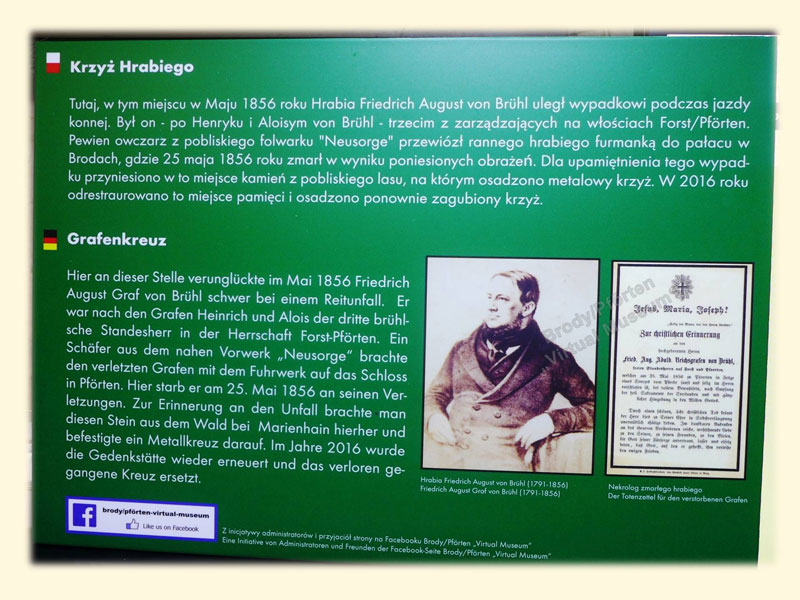 Krzyż Hrabiego
Tutaj, w tym miejscu w Maju 1856 roku Hrabia Friedrich August von Brühl uległ wypadkowi podczas jazdy
konnej. Był on - po Henryku i Aloisym von Brühl - trzecim z zarządzających na włościach Forst/Pförten.
Pewien owczarz z pobliskiego folwarku "Neusorge" przewiózł rannego hrabiego furmanką do pałacu w
Brodach, gdzie 25 maja 1856 roku zmarł w wyniku poniesionych obrażeń. Dla upamiętnienia tego wypad-
ku przyniesiono w to miejsce kamień z pobliskiego lasu, na którym osadzono metalowy krzyż. W 2016 roku
odrestraurowano to miejsce pamięci i osadzono ponownie zagubiony krzyż.
Grafenkreuz
Hier an dieser Stelle verunglückte im Mai 1856 Friedrich
August Graf von Brühl schwer bei einem Reitunfall. Er
war nach den Grafen Heinrich und Alois der dritte brühl-
sche Standesherr in der Herrschaft Forst-Pförten. Ein
Schäfer aus dem nahen Vorwerk „Neusorge" brachte
den verletzten Grafen mit dem Fuhrwerk auf das Schloss
in Pförten. Hier starb er am 25. Mai 1856 an seinen Ver-
letzungen. Zur Erinnerung an den Unfall brachte man
diesen Stein aus dem Wald bei Marienhain hierher und
befestigte ein Metallkreuz darauf. Im Jahre 2016 wurde
die Gedenkstätte wieder erneuert und das verloren ge-
gangene Kreuz ersetzt.
Brody/Pförten
Virtual Museum
Jesus, Maria, Joseph!
Zur christlichen Erinnerung
an den
hochgeborenen Herrn
Fried. Aug. Adalb. Reichsgrafen von Brühl,
freien Standesherrn auf Forst und Pförten,
Hrabia Friedrich August von Brühl (1791-1856)
Friedrich August Graf von Brühl (1791-1856)
Nekrolog zmarłego hrabiego
Der Totenzettel für den verstorbenen Grafen
brody/pförten-virtual-museum
Like us on Facebook
Z inicjatywy administratorów i przyjaciół strony na Facebooku Brody/Pförten „Virtual Museum"
Eine Initiative von Administratoren und Freunden der Facebook-Seite Brody/Pförten „Virtual Museum"